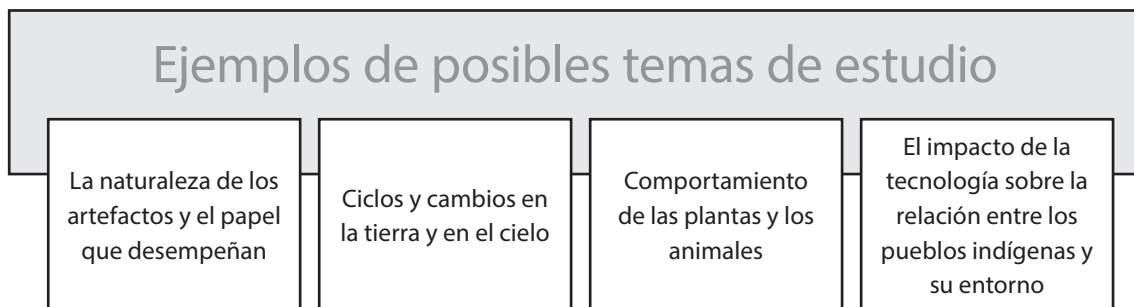 Ejemplos de posibles temas de estudio
La naturaleza de los
artefactos y el papel
que desempeñan
Ciclos y cambios en
la tierra y en el cielo
Comportamiento
de las plantas y los
animales
El impacto de la
tecnología sobre la
relación entre los
pueblos indígenas y
su entorno